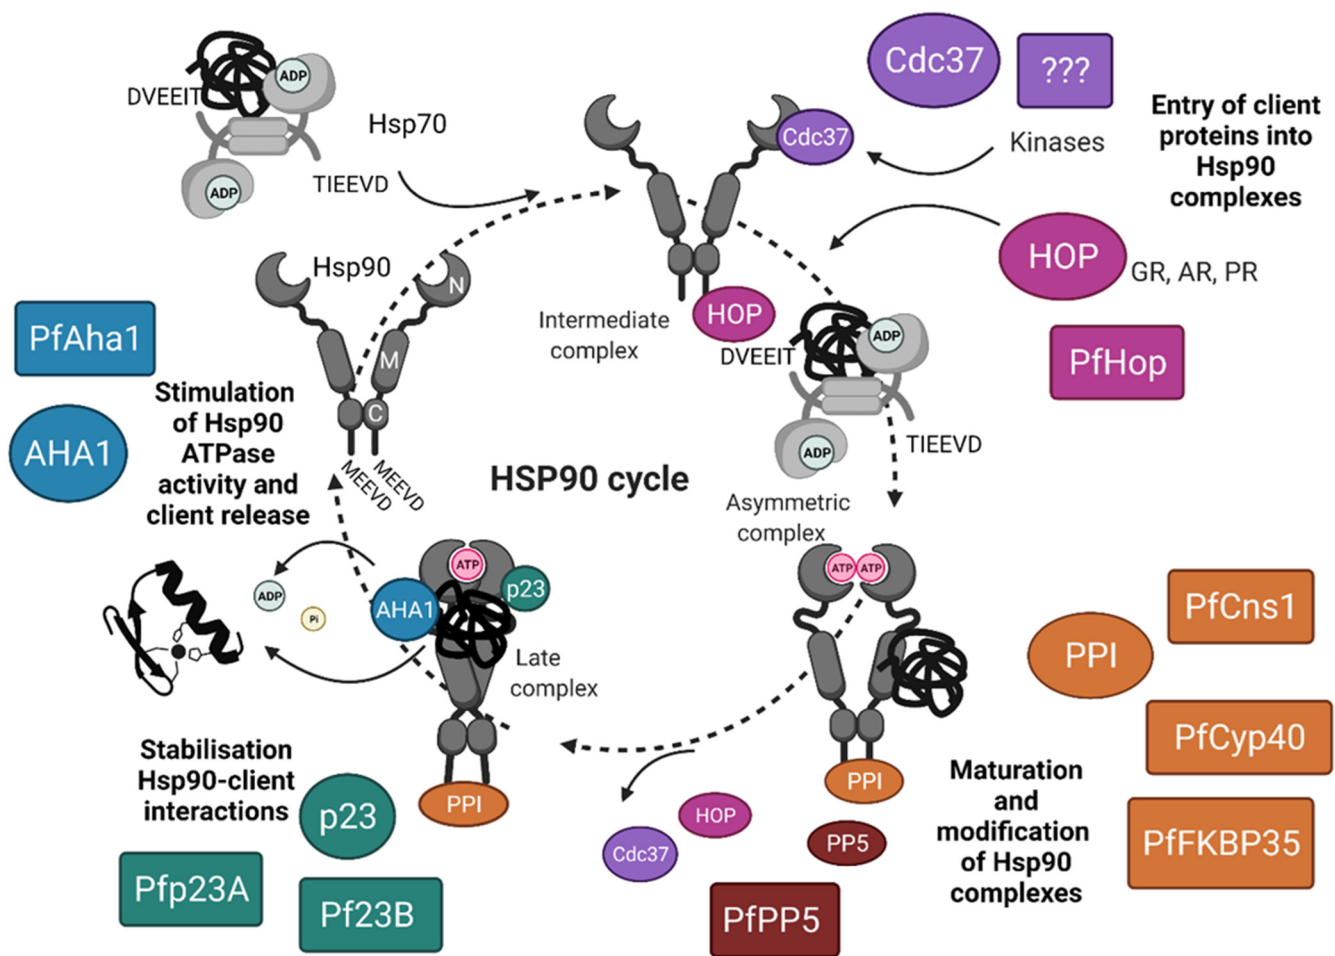 ADP
DVEEIT
Hsp70
TIEEVD
ADP
Cdc37
???
Kinases
Cdc37
Entry of client
proteins into
Hsp90
complexes
HOP
GR, AR, PR
PfHop
Hsp90
N
M
C
MEEVD
MEEVD
Intermediate
complex
HOP
DVEEIT
ADP
ADP
TIEEVD
Asymmetric
complex
HSP90 cycle
PfAha1
AHA1
Stimulation
of Hsp90
ATPase
activity and
client release
ATP
AHA1
p23
ADP
Pi
Late
complex
PPI
ATP
ATP
PPI
PP5
HOP
Cdc37
PfPP5
PfCns1
PPI
PfCyp40
PfFKBP35
Maturation
and
modification
of Hsp90
complexes
Stabilisation
Hsp90-client
interactions
p23
Pfp23A
Pf23B